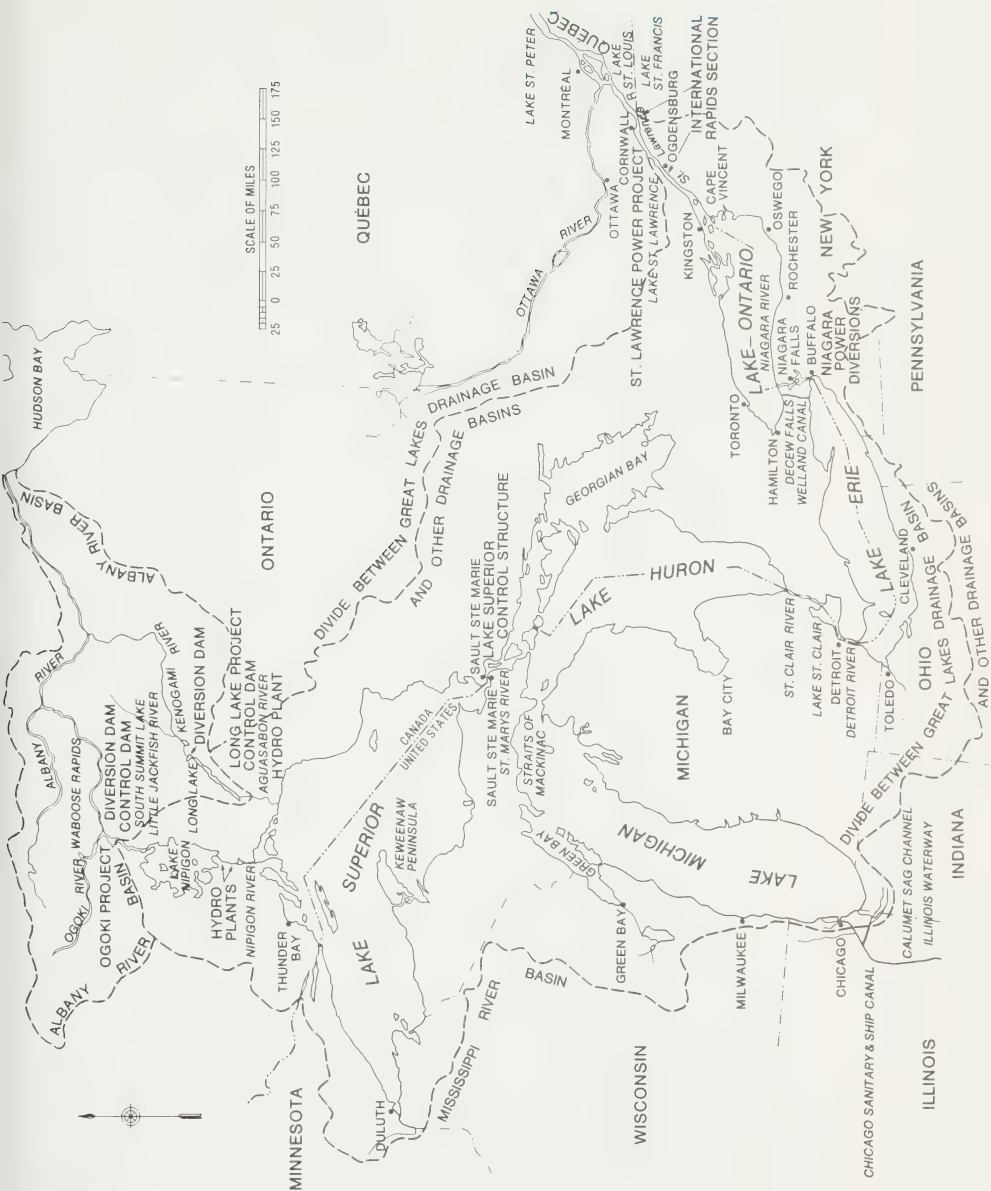 HUDSON BAY
SCALE OF MILES
25 0 25 50 75 100 125 150 175
QUÉBEC
ONTARIO
ALBANY RIVER BASIN
ALBANY
RIVER
OGOKI
RIVER
WABOOSE RAPIDS
OGOKI PROJECT
DIVERSION DAM
CONTROL DAM
SOUTH SUMMIT LAKE
LITTLE JACKFISH RIVER
ALBANY
RIVER
BASIN
LAKE
NIPIGON
LONG LAKE
KENOGAMI
RIVER
DIVERSION DAM
LONG LAKE PROJECT
CONTROL DAM
AGUASABON RIVER
HYDRO PLANT
HYDRO
PLANTS
NIPIGON RIVER
THUNDER
BAY
MINNESOTA
DULUTH
LAKE
SUPERIOR
KEWEENAW
PENINSULA
CANADA
UNITED STATES
MISSISSIPPI
RIVER
BASIN
DIVIDE BETWEEN GREAT LAKES
DRAINAGE BASIN
AND OTHER DRAINAGE
BASINS
SAULT STE MARIE
LAKE SUPERIOR
CONTROL STRUCTURE
SAULT STE MARIE
ST. MARYS RIVER
STRAITS OF
MACKINAC
GEORGIAN BAY
LAKE
HURON
OTTAWA
RIVER
OTTAWA
MONTRÉAL
LAKE ST. PETER
QUÉBEC
LAKE
ST. LOUIS
LAKE
ST. FRANCIS
CORNWALL
St. Lawrence
R.
ST. LAWRENCE POWER PROJECT
LAKE ST. LAWRENCE
OGDENSBURG
INTERNATIONAL
RAPIDS SECTION
KINGSTON
CAPE
VINCENT
OSWEGO
ROCHESTER
NEW YORK
LAKE ONTARIO
NIAGARA RIVER
NIAGARA
FALLS
BUFFALO
NIAGARA
POWER
DIVERSIONS
TORONTO
HAMILTON
DECEW FALLS
WELLAND CANAL
PENNSYLVANIA
LAKE
ERIE
CLEVELAND
WISCONSIN
GREEN BAY
GREEN BAY
LAKE
MICHIGAN
MICHIGAN
BAY CITY
ST. CLAIR RIVER
LAKE ST. CLAIR
DETROIT
DETROIT RIVER
TOLEDO
OHIO
MILWAUKEE
CHICAGO
CHICAGO SANITARY & SHIP CANAL
CALUMET SAG CHANNEL
ILLINOIS WATERWAY
ILLINOIS
INDIANA
DIVIDE BETWEEN GREAT LAKES DRAINAGE BASIN
AND OTHER DRAINAGE BASINS